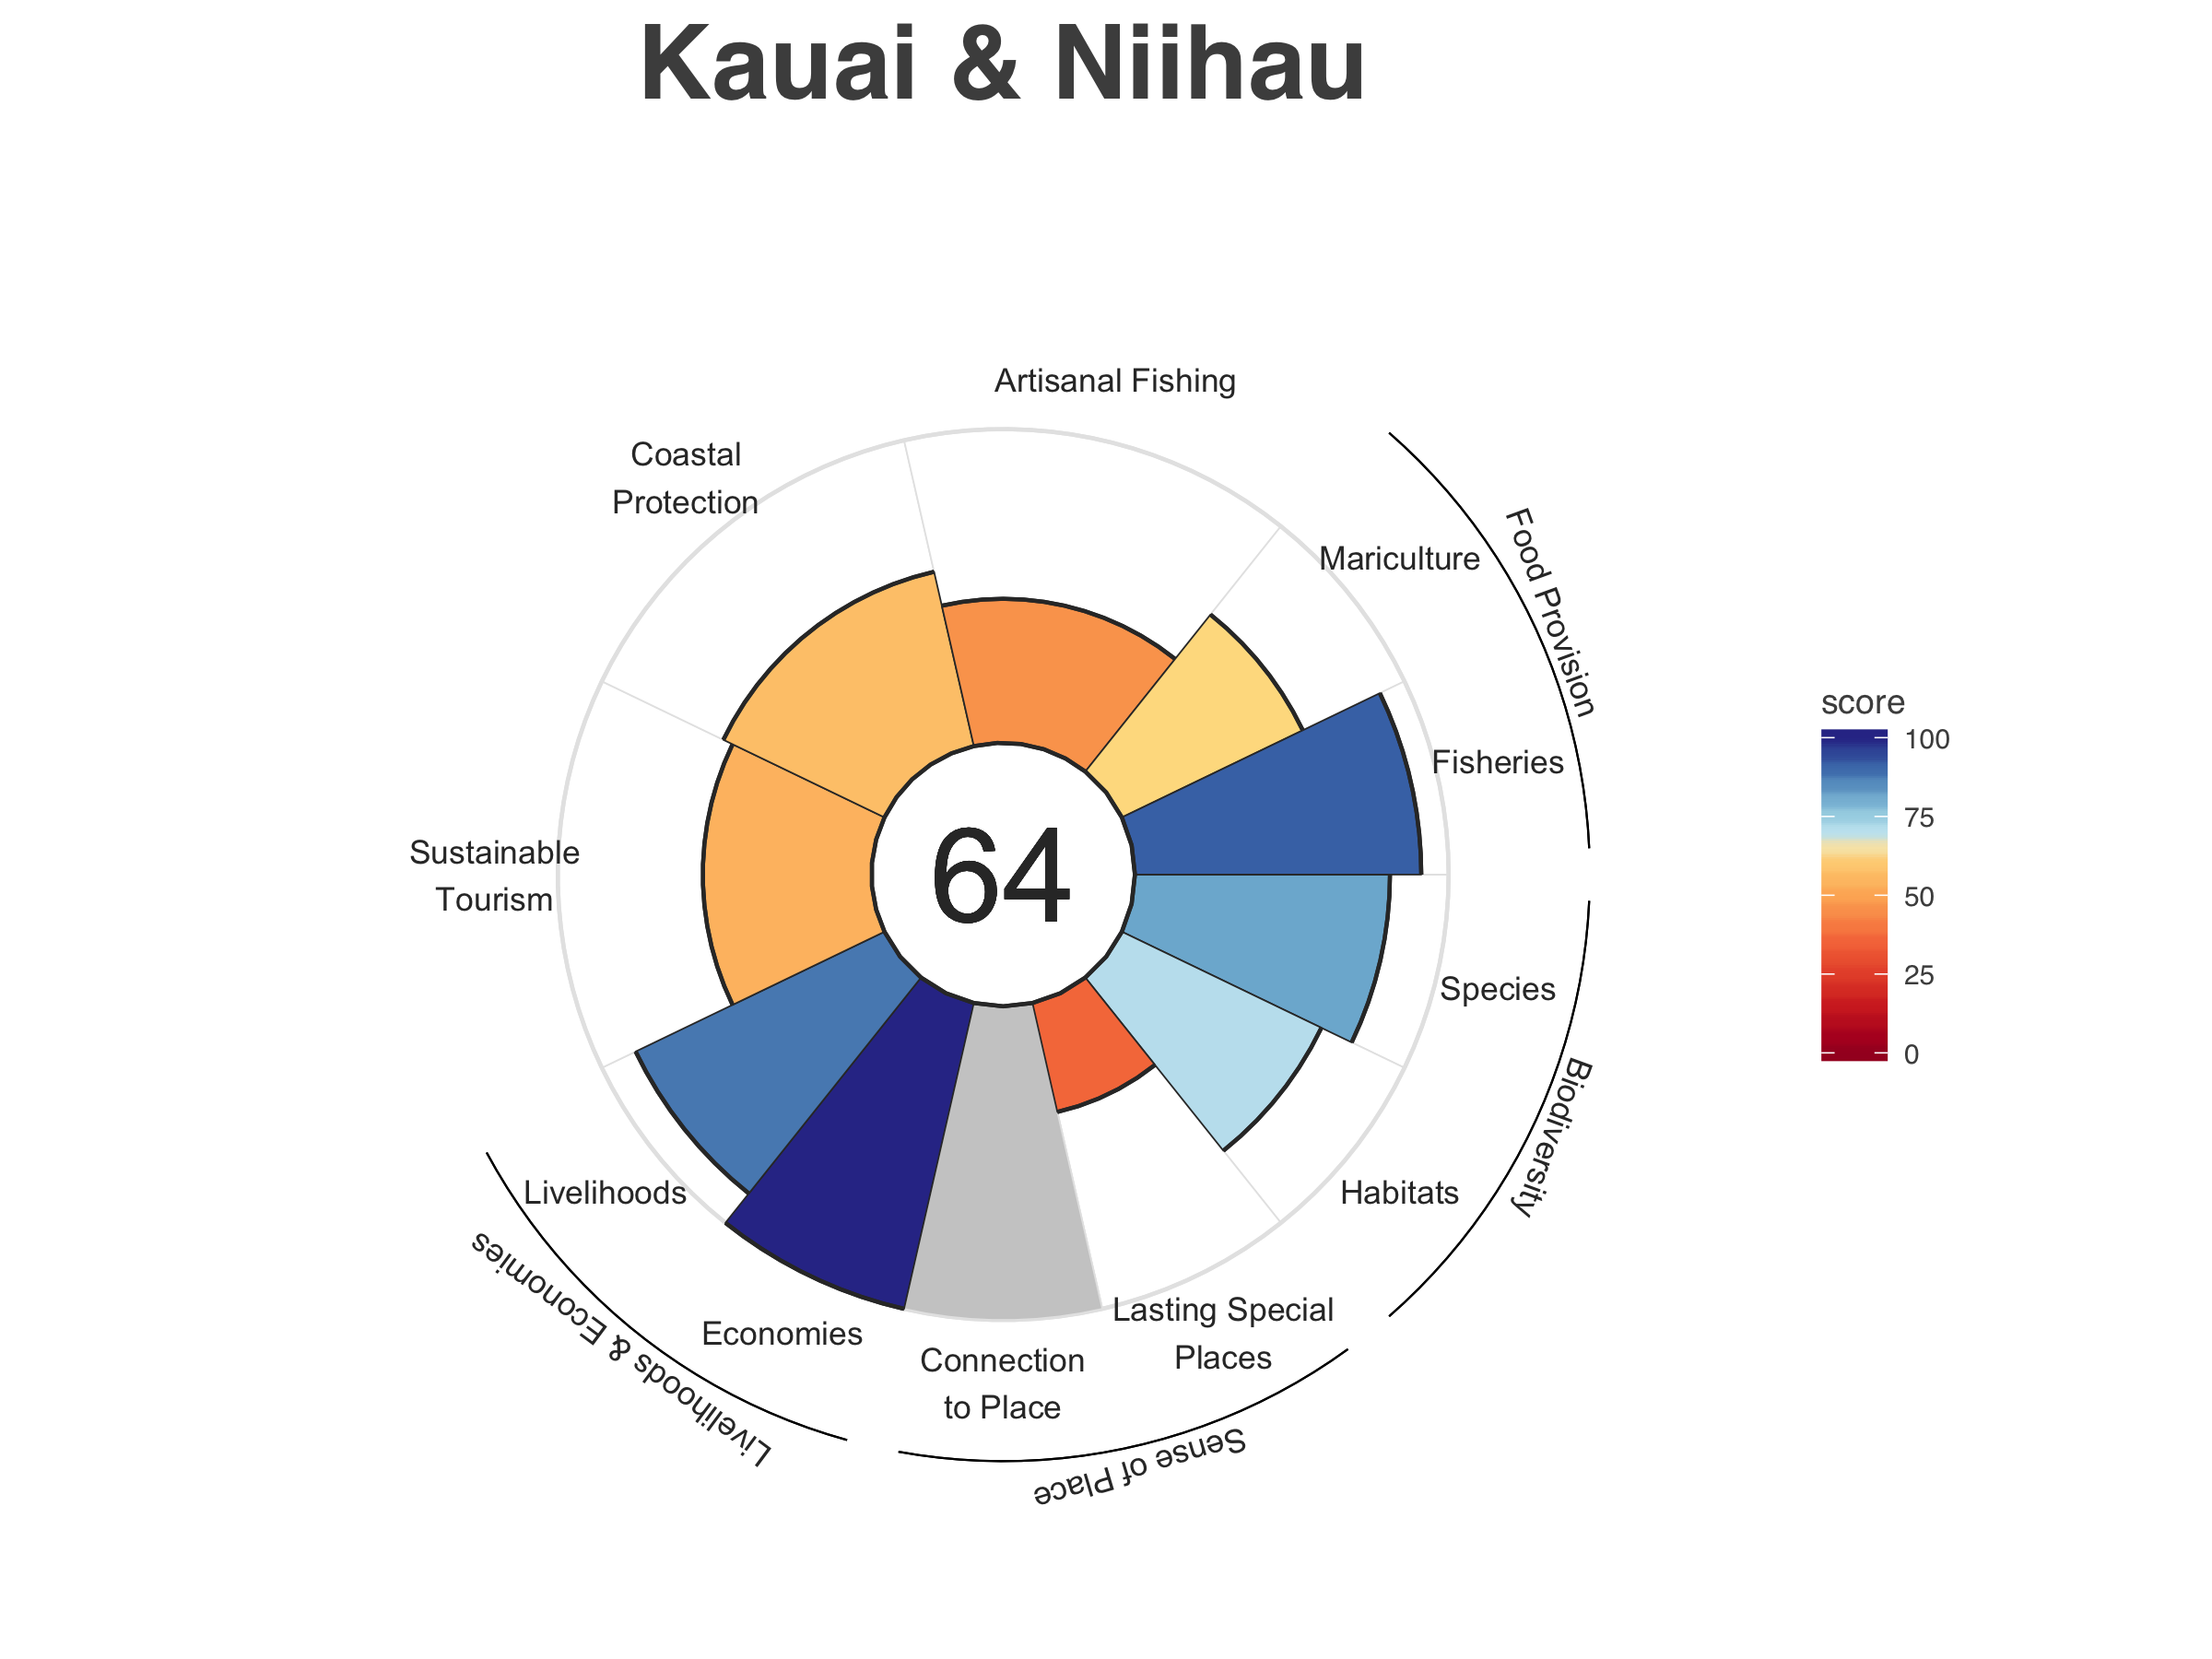 Kauai & Niihau
Artisanal Fishing
Coastal
Protection
Mariculture
Food Provision
Fisheries
score
100
75
50
25
0
64
Sustainable
Tourism
Species
Biodiversity
Habitats
Livelihoods
Livelihoods & Economies
Economies
Connection
to Place
Lasting Special
Places
Sense of Place